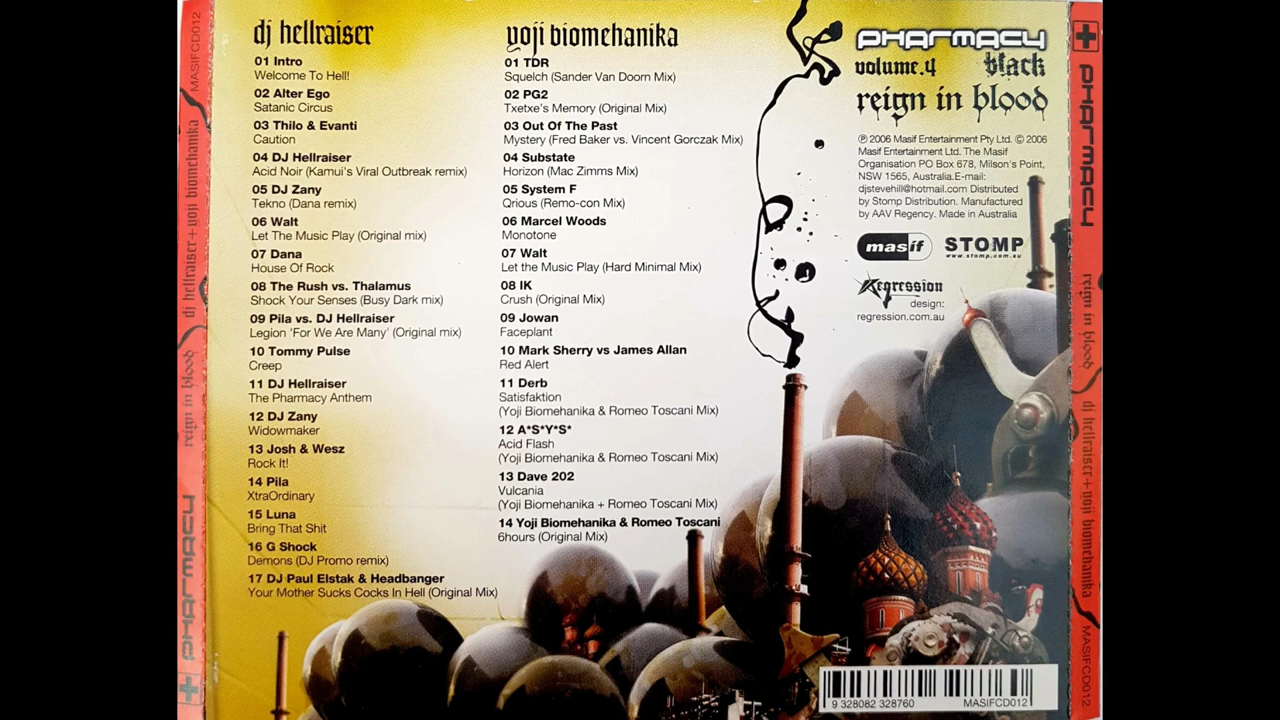 dj hellraiser
01 Intro
Welcome To Hell!
02 Alter Ego
Satanic Circus
03 Thilo & Evanti
Caution
04 DJ Hellraiser
Acid Noir (Kamui's Viral Outbreak remix)
05 DJ Zany
Tekno (Dana remix)
06 Walt
Let The Music Play (Original mix)
07 Dana
House Of Rock
08 The Rush vs. Thalamus
Shock Your Senses (Busy Dark mix)
09 Pila vs. DJ Hellraiser
Legion 'For We Are Many' (Original mix)
10 Tommy Pulse
Creep
11 DJ Hellraiser
The Pharmacy Anthem
12 DJ Zany
Widowmaker
13 Josh & Wesz
Rock It!
14 Pila
XtraOrdinary
15 Luna
Bring That Shit
16 G Shock
Demons (DJ Promo remix)
17 DJ Paul Elstak & Headbanger
Your Mother Sucks Cocks In Hell (Original Mix)
yoji biomehanika
01 TDR
Squelch (Sander Van Doorn Mix)
02 PG2
Txetxe's Memory (Original Mix)
03 Out Of The Past
Mystery (Fred Baker vs. Vincent Gorczak Mix)
04 Substate
Horizon (Mac Zimms Mix)
05 System F
Qrious (Remo-con Mix)
06 Marcel Woods
Monotone
07 Walt
Let the Music Play (Hard Minimal Mix)
08 IK
Crush (Original Mix)
09 Jowan
Faceplant
10 Mark Sherry vs James Allan
Red Alert
11 Derb
Satisfaktion
(Yoji Biomehanika & Romeo Toscani Mix)
12 A*S*Y*S*
Acid Flash
(Yoji Biomehanika & Romeo Toscani Mix)
13 Dave 202
Vulcania
(Yoji Biomehanika + Romeo Toscani Mix)
14 Yoji Biomehanika & Romeo Toscani
6hours (Original Mix)
PHARMACY
volume.4 black
reign in blood
℗ 2006 Masif Entertainment Pty Ltd. © 2006
Masif Entertainment Ltd. The Masif
Organisation PO Box 678, Milson's Point,
NSW 1565, Australia.E-mail:
djstevehill@hotmail.com Distributed
by Stomp Distribution. Manufactured
by AAV Regency. Made in Australia
masif STOMP
www.stomp.com.au
Regression
design:
regression.com.au
9 328082 328760 MASIFCD012
PHARMACY reign in blood dj hellraiser+yoji biomehanika MASIFCD012
PHARMACY reign in blood dj hellraiser+yoji biomehanika MASIFCD012